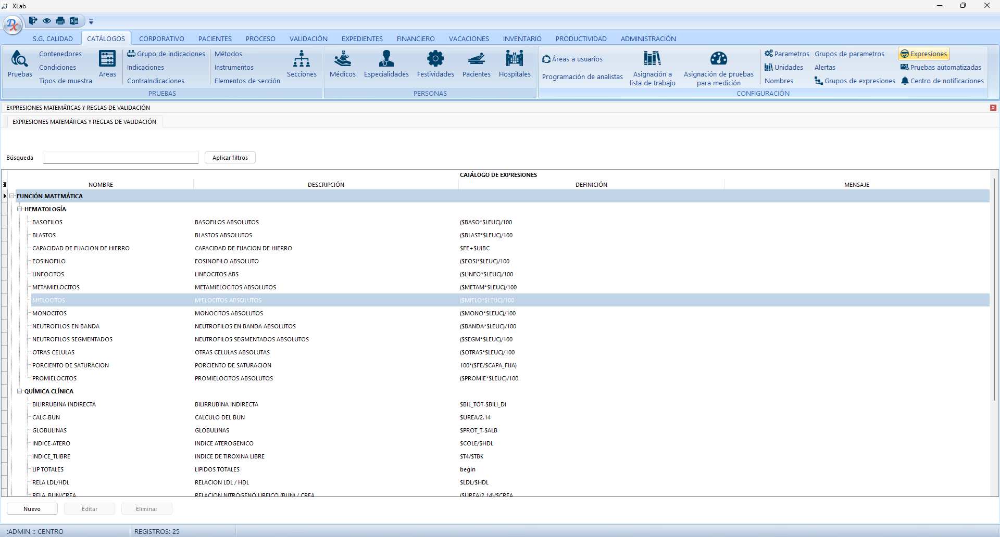 XLab
S.G. CALIDAD CATÁLOGOS CORPORATIVO PACIENTES PROCESO VALIDACIÓN EXPEDIENTES FINANCIERO VACACIONES INVENTARIO PRODUCTIVIDAD ADMINISTRACIÓN
Pruebas
Contenedores
Condiciones
Tipos de muestra
Areas
Grupo de indicaciones
Indicaciones
ContraIndicaciones
Métodos
Instrumentos
Elementos de sección
Secciones
PRUEBAS
Médicos
Especialidades
Festividades
Pacientes
Hospitales
PERSONAS
Áreas a usuarios
Programación de analistas
Asignación a
lista de trabajo
Asignación de pruebas
para medición
Parametros
Unidades
Nombres
Grupos de parametros
Alertas
Grupos de expresiones
Expresiones
Pruebas automatizadas
Centro de notificaciones
CONFIGURACIÓN
EXPRESIONES MATEMÁTICAS Y REGLAS DE VALIDACIÓN
EXPRESIONES MATEMÁTICAS Y REGLAS DE VALIDACIÓN
Búsqueda Aplicar filtros
CATÁLOGO DE EXPRESIONES
NOMBRE DESCRIPCIÓN DEFINICIÓN MENSAJE
FUNCIÓN MATEMÁTICA
HEMATOLOGÍA
BASOFILOS BASOFILOS ABSOLUTOS ($BASO*$LEUC)/100
BLASTOS BLASTOS ABSOLUTOS ($BLAST*$LEUC)/100
CAPACIDAD DE FIJACION DE HIERRO CAPACIDAD DE FIJACION DE HIERRO $FE+$UIBC
EOSINOFILO EOSINOFILO ABSOLUTO ($EOSI*$LEUC)/100
LINFOCITOS LINFOCITOS ABS ($LINFO*$LEUC)/100
METAMIELOCITOS METAMIELOCITOS ABSOLUTOS ($METAM*$LEUC)/100
MIELOCITOS MIELOCITOS ABSOLUTOS ($MIELO*$LEUC)/100
MONOCITOS MONOCITOS ABSOLUTOS ($MONO*$LEUC)/100
NEUTROFILOS EN BANDA NEUTROFILOS EN BANDA ABSOLUTOS ($BANDA*$LEUC)/100
NEUTROFILOS SEGMENTADOS NEUTROFILOS SEGMENTADOS ABSOLUTOS ($SEGM*$LEUC)/100
OTRAS CELULAS OTRAS CELULAS ABSOLUTAS ($OTRAS*$LEUC)/100
PORCIENTO DE SATURACION PORCIENTO DE SATURACION 100*($FE/$CAPA_FIJA)
PROMIELOCITOS PROMIELOCITOS ABSOLUTOS ($PROMIE*$LEUC)/100
QUÍMICA CLÍNICA
BILIRRUBINA INDIRECTA BILIRRUBINA INDIRECTA $BIL_TOT-$BILI_DI
CALC-BUN CALCULO DEL BUN $UREA/2.14
GLOBULINAS GLOBULINAS $PROT_T-$ALB
INDICE-ATERO INDICE ATEROGENICO $COLE/$HDL
INDICE_TLIBRE INDICE DE TIROXINA LIBRE $T4/$TBK
LIP TOTALES LIPIDOS TOTALES begin
RELA LDL/HDL RELACION LDL / HDL $LDL/$HDL
RELA_BUN/CREA RELACION NITROGENO UREICO (BUN) / CREA ($UREA/2.14)/$CREA
Nuevo Editar Eliminar
:ADMIN :: CENTRO REGISTROS: 25